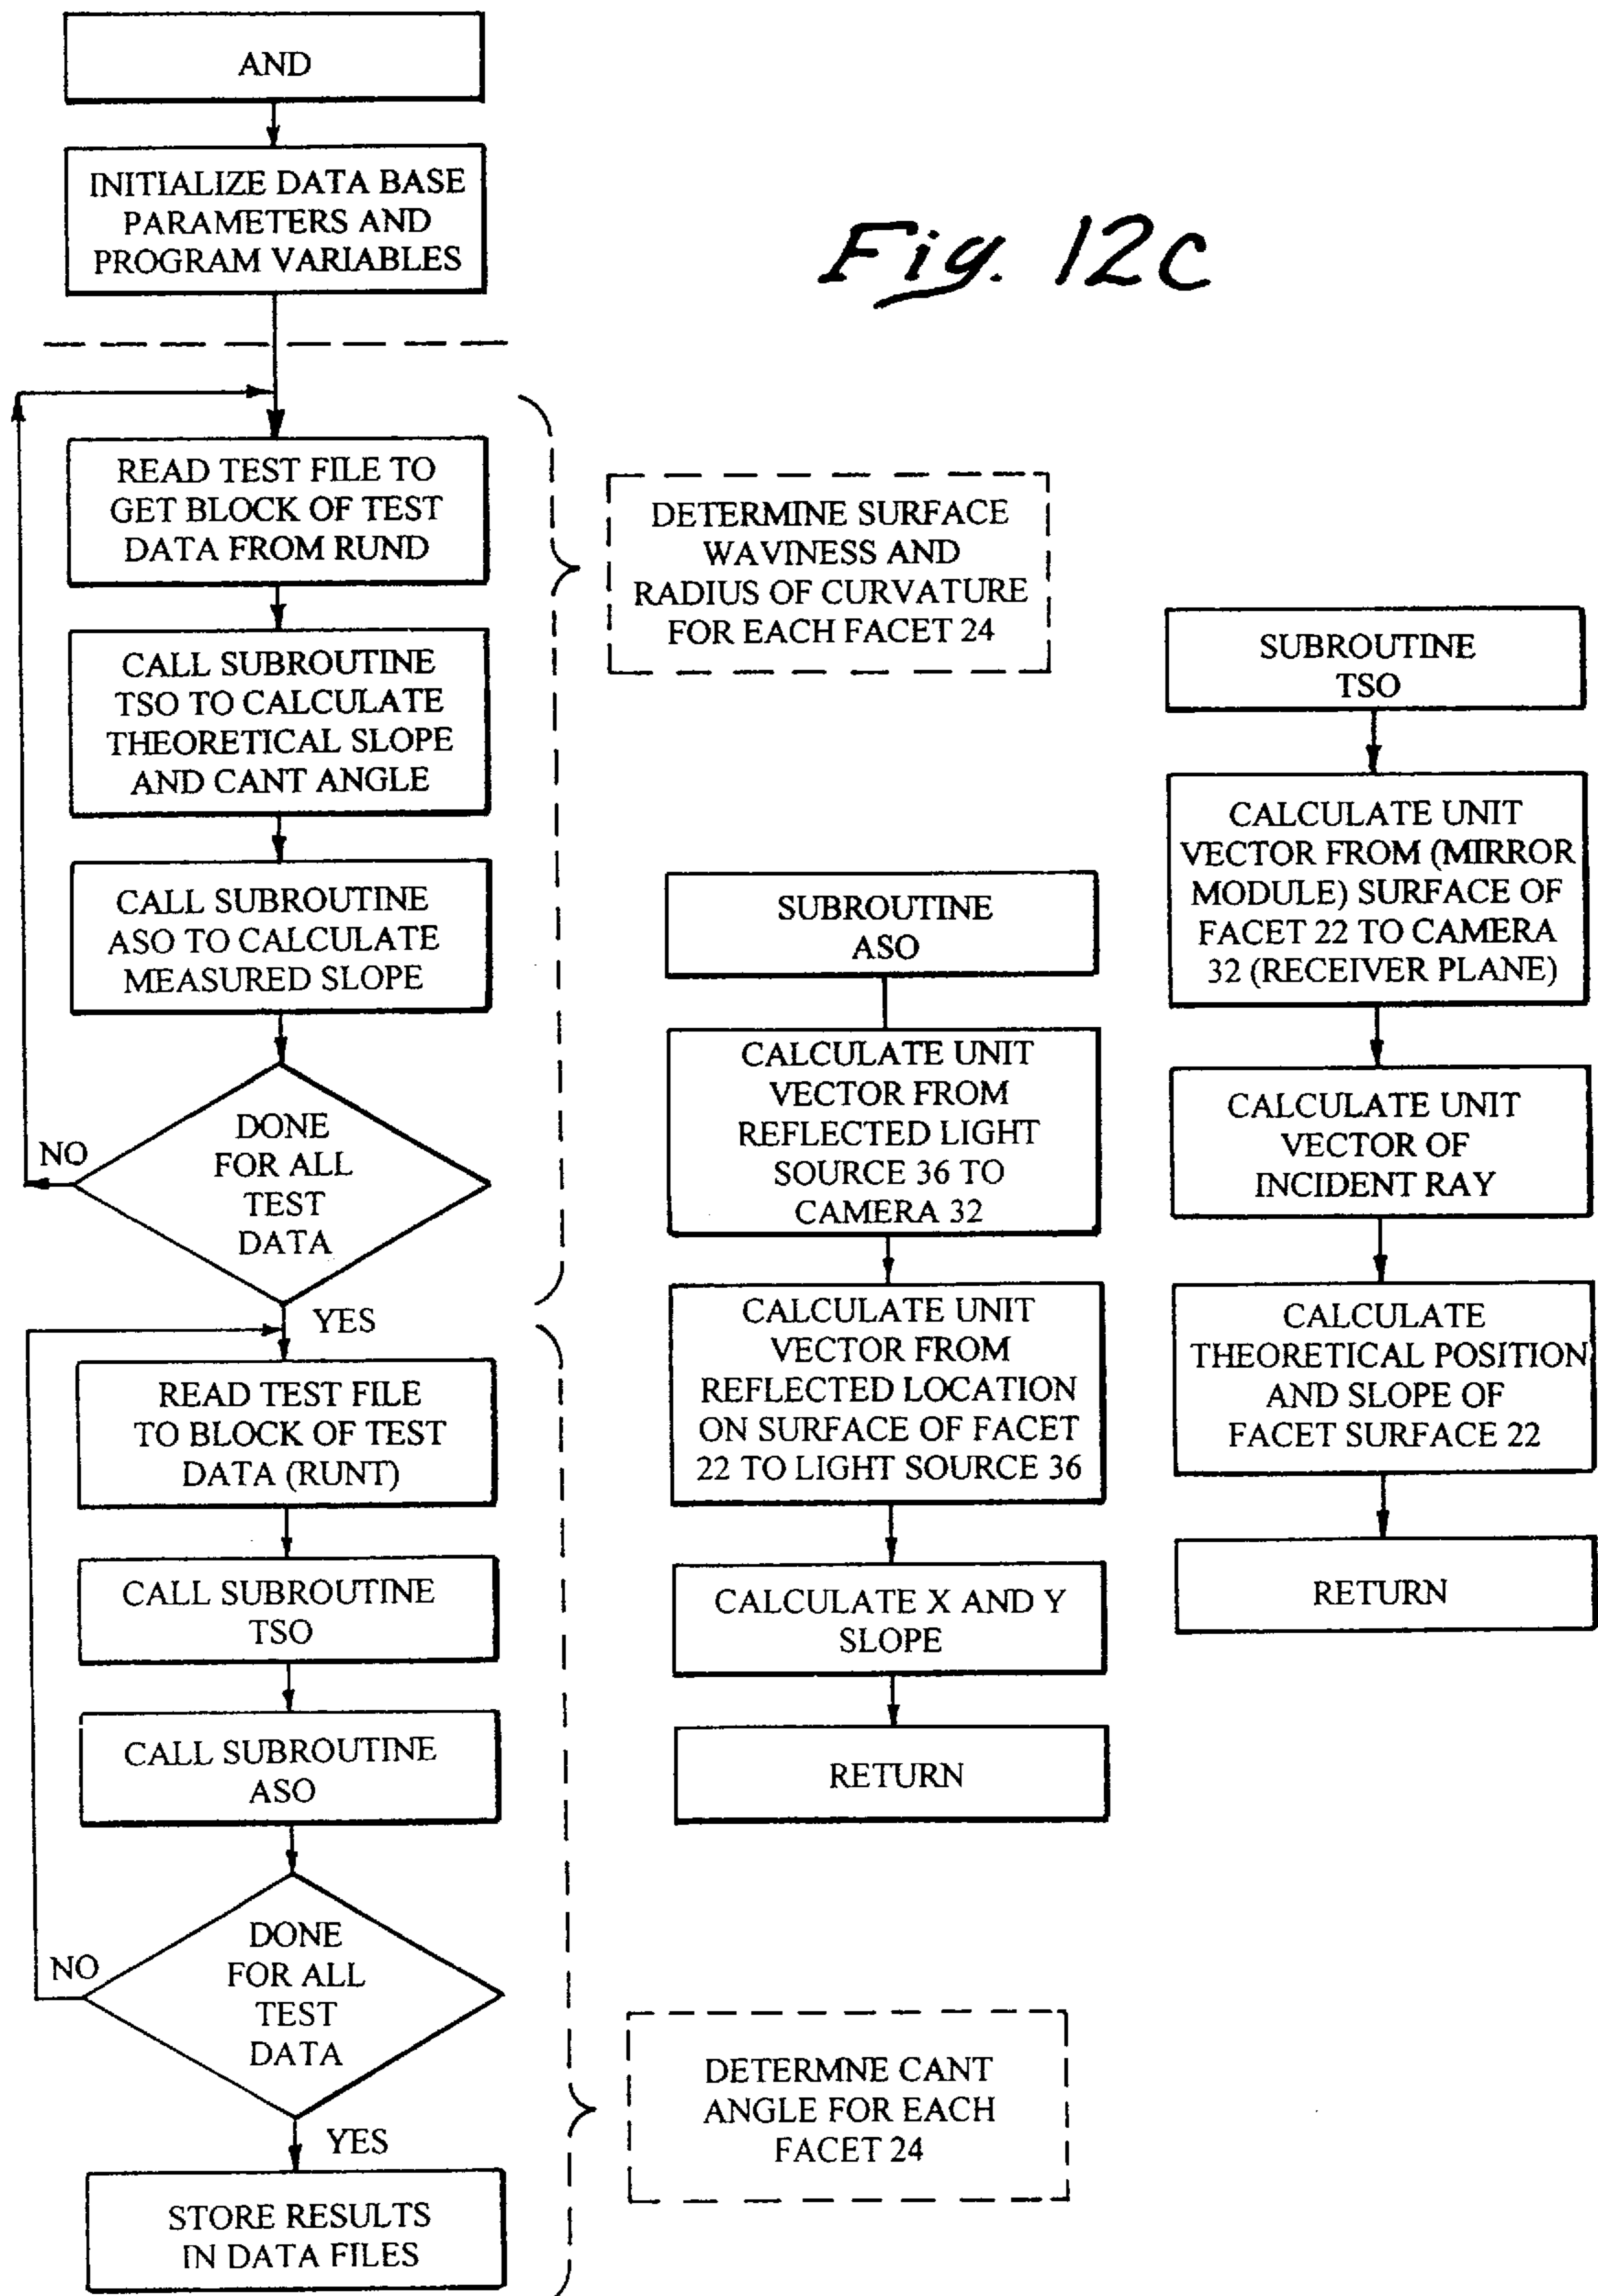 AND
INITIALIZE DATA BASE
PARAMETERS AND
PROGRAM VARIABLES
Fig. 12c
READ TEST FILE TO
GET BLOCK OF TEST
DATA FROM RUND
CALL SUBROUTINE
TSO TO CALCULATE
THEORETICAL SLOPE
AND CANT ANGLE
CALL SUBROUTINE
ASO TO CALCULATE
MEASURED SLOPE
DONE
FOR ALL
TEST
DATA
NO
YES
DETERMINE SURFACE
WAVINESS AND
RADIUS OF CURVATURE
FOR EACH FACET 24
READ TEST FILE
TO BLOCK OF TEST
DATA (RUNT)
CALL SUBROUTINE
TSO
CALL SUBROUTINE
ASO
DONE
FOR ALL
TEST
DATA
NO
YES
STORE RESULTS
IN DATA FILES
DETERMNE CANT
ANGLE FOR EACH
FACET 24
SUBROUTINE
ASO
CALCULATE UNIT
VECTOR FROM
REFLECTED LIGHT
SOURCE 36 TO
CAMERA 32
CALCULATE UNIT
VECTOR FROM
REFLECTED LOCATION
ON SURFACE OF FACET
22 TO LIGHT SOURCE 36
CALCULATE X AND Y
SLOPE
RETURN
SUBROUTINE
TSO
CALCULATE UNIT
VECTOR FROM (MIRROR
MODULE) SURFACE OF
FACET 22 TO CAMERA
32 (RECEIVER PLANE)
CALCULATE UNIT
VECTOR OF
INCIDENT RAY
CALCULATE
THEORETICAL POSITION
AND SLOPE OF
FACET SURFACE 22
RETURN